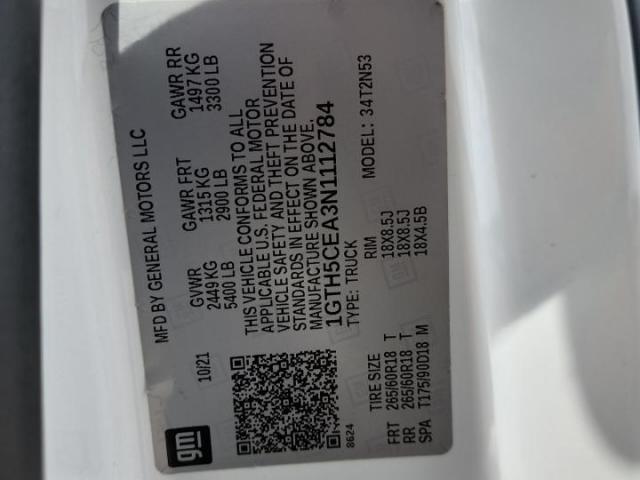 gm
MFD BY GENERAL MOTORS LLC
10/21
GVWR GAWR FRT GAWR RR
2449 KG 1315 KG 1497 KG
5400 LB 2900 LB 3300 LB
THIS VEHICLE CONFORMS TO ALL
APPLICABLE U.S. FEDERAL MOTOR
VEHICLE SAFETY AND THEFT PREVENTION
STANDARDS IN EFFECT ON THE DATE OF
MANUFACTURE SHOWN ABOVE.
1GTH5CEA3N1112784
TYPE: TRUCK MODEL: 34T2N53
8624
TIRE SIZE RIM
FRT 265/60R18 T 18X8.5J
RR 265/60R18 T 18X8.5J
SPA T175/90D18 M 18X4.5B